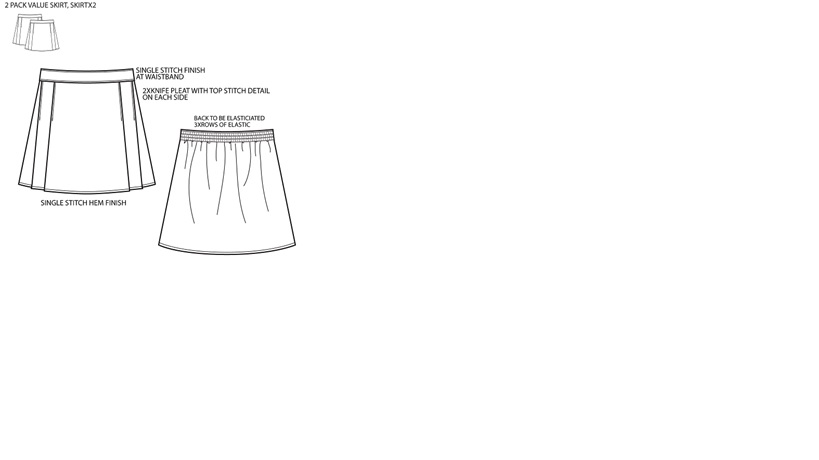 2 PACK VALUE SKIRT, SKIRTX2
SINGLE STITCH FINISH
AT WAISTBAND
2XKNIFE PLEAT WITH TOP STITCH DETAIL
ON EACH SIDE
BACK TO BE ELASTICIATED
3XROWS OF ELASTIC
SINGLE STITCH HEM FINISH